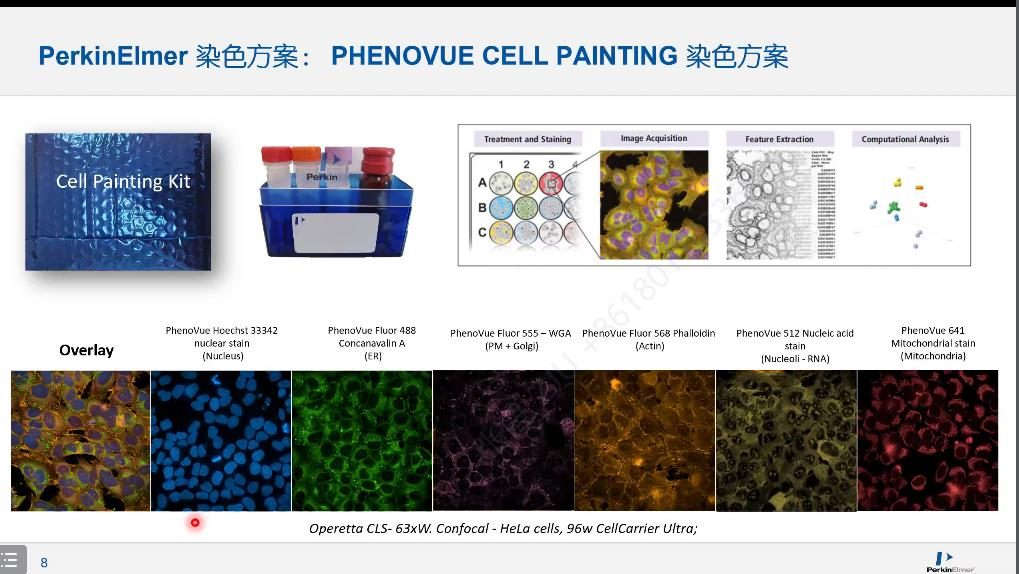 PerkinElmer 染色方案： PHENOVUE CELL PAINTING 染色方案
Cell Painting Kit
Perkin
Treatment and Staining
Image Acquisition
Feature Extraction
Computational Analysis
1 2 3 4
A
B
C
Overlay
PhenoVue Hoechst 33342
nuclear stain
(Nucleus)
PhenoVue Fluor 488
Concanavalin A
(ER)
PhenoVue Fluor 555 – WGA
(PM + Golgi)
PhenoVue Fluor 568 Phalloidin
(Actin)
PhenoVue 512 Nucleic acid
stain
(Nucleoli - RNA)
PhenoVue 641
Mitochondrial stain
(Mitochondria)
Operetta CLS- 63xW. Confocal - HeLa cells, 96w CellCarrier Ultra;
8
PerkinElmer